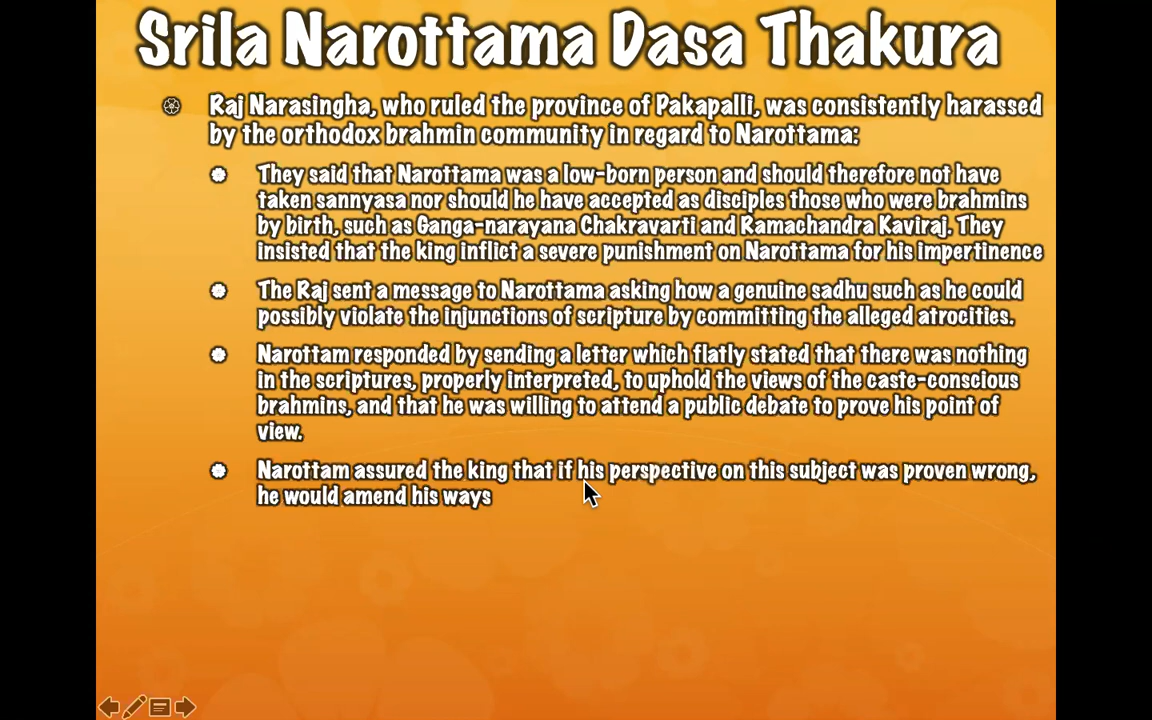 Srila Narottama Dasa Thakura
Raj Narasingha, who ruled the province of Pakapalli, was consistently harassed
by the orthodox brahmin community in regard to Narottama:
They said that Narottama was a low-born person and should therefore not have
taken sannyasa nor should he have accepted as disciples those who were brahmins
by birth, such as Ganga-narayana Chakravarti and Ramachandra Kaviraj. They
insisted that the king inflict a severe punishment on Narottama for his impertinence
The Raj sent a message to Narottama asking how a genuine sadhu such as he could
possibly violate the injunctions of scripture by committing the alleged atrocities.
Narottam responded by sending a letter which flatly stated that there was nothing
in the scriptures, properly interpreted, to uphold the views of the caste-conscious
brahmins, and that he was willing to attend a public debate to prove his point of
view.
Narottam assured the king that if his perspective on this subject was proven wrong,
he would amend his ways